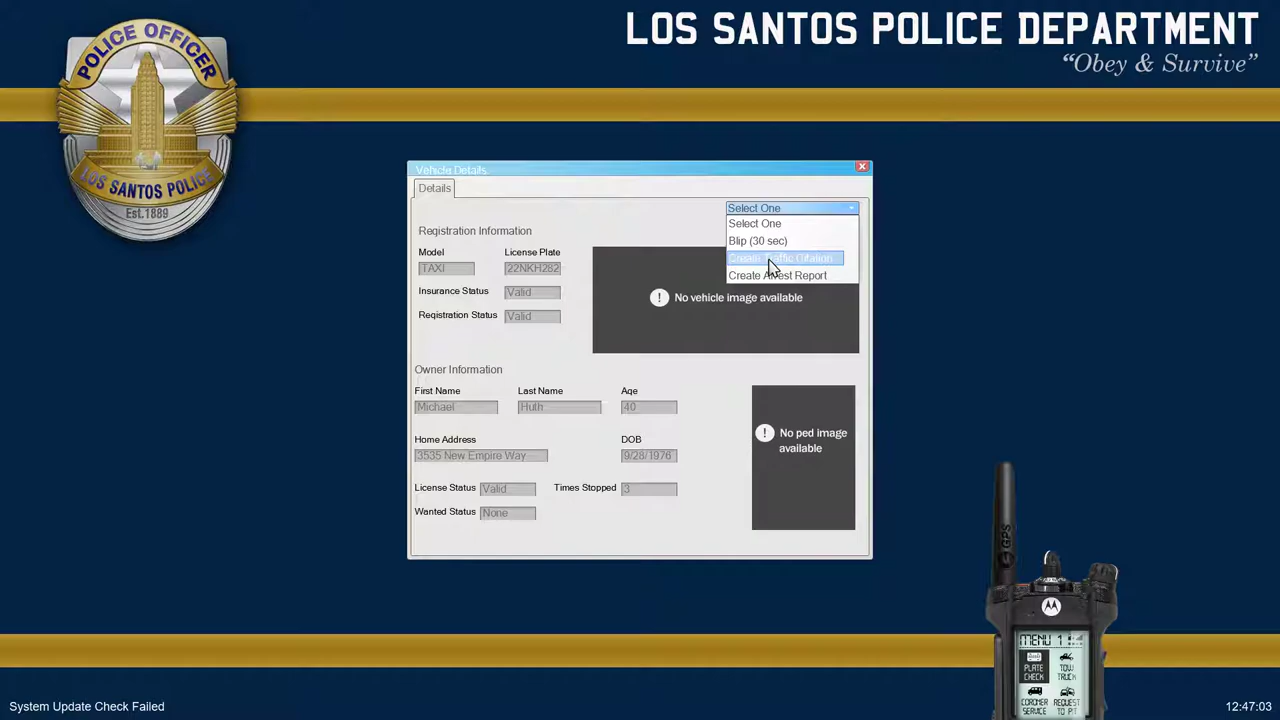 LOS SANTOS POLICE DEPARTMENT
“Obey & Survive”
POLICE OFFICER
LOS SANTOS POLICE
Est.1889
Vehicle Details
Details
Select One
Select One
Blip (30 sec)
Create Traffic Citation
Create Arrest Report
Registration Information
Model
License Plate
TAXI
22NKH282
Insurance Status
Valid
Registration Status
Valid
! No vehicle image available
Owner Information
First Name
Last Name
Age
Michael
Huth
40
! No ped image
available
Home Address
DOB
3535 New Empire Way
9/28/1976
License Status
Valid
Times Stopped
3
Wanted Status
None
GPS
MENU 1
PLATE
CHECK
TOW
TRUCK
CORONER
SERVICE
REQUEST
TO PIT
System Update Check Failed
12:47:03